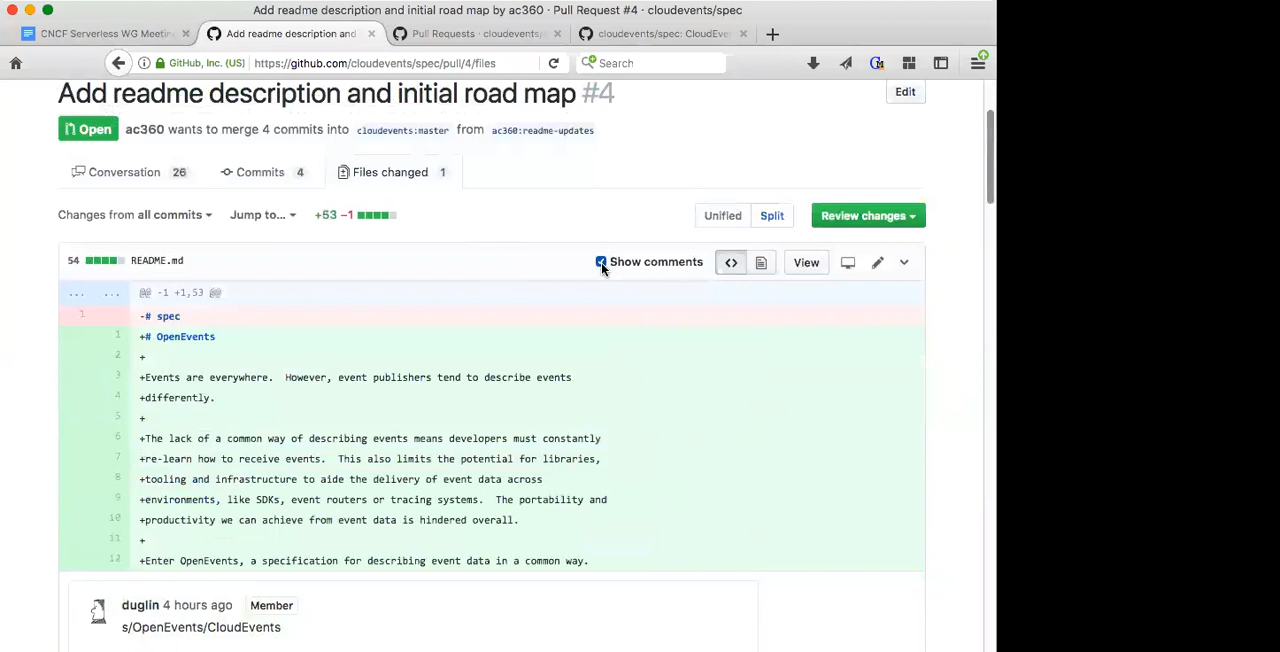 Add readme description and initial road map by ac360 · Pull Request #4 · cloudevents/spec
CNCF Serverless WG Meetin
Add readme description and
Pull Requests · cloudevents/
cloudevents/spec: CloudEve
GitHub, Inc. (US) https://github.com/cloudevents/spec/pull/4/files
Search
Add readme description and initial road map #4
Edit
Open ac360 wants to merge 4 commits into cloudevents:master from ac360:readme-updates
Conversation 26 Commits 4 Files changed 1
Changes from all commits Jump to... +53 −1 Unified Split Review changes
54 README.md Show comments <> View
... ... @@ -1 +1,53 @@
1 -# spec
1 +# OpenEvents
2 +
3 +Events are everywhere. However, event publishers tend to describe events
4 +differently.
5 +
6 +The lack of a common way of describing events means developers must constantly
7 +re-learn how to receive events. This also limits the potential for libraries,
8 +tooling and infrastructure to aide the delivery of event data across
9 +environments, like SDKs, event routers or tracing systems. The portability and
10 +productivity we can achieve from event data is hindered overall.
11 +
12 +Enter OpenEvents, a specification for describing event data in a common way.
duglin 4 hours ago Member
s/OpenEvents/CloudEvents